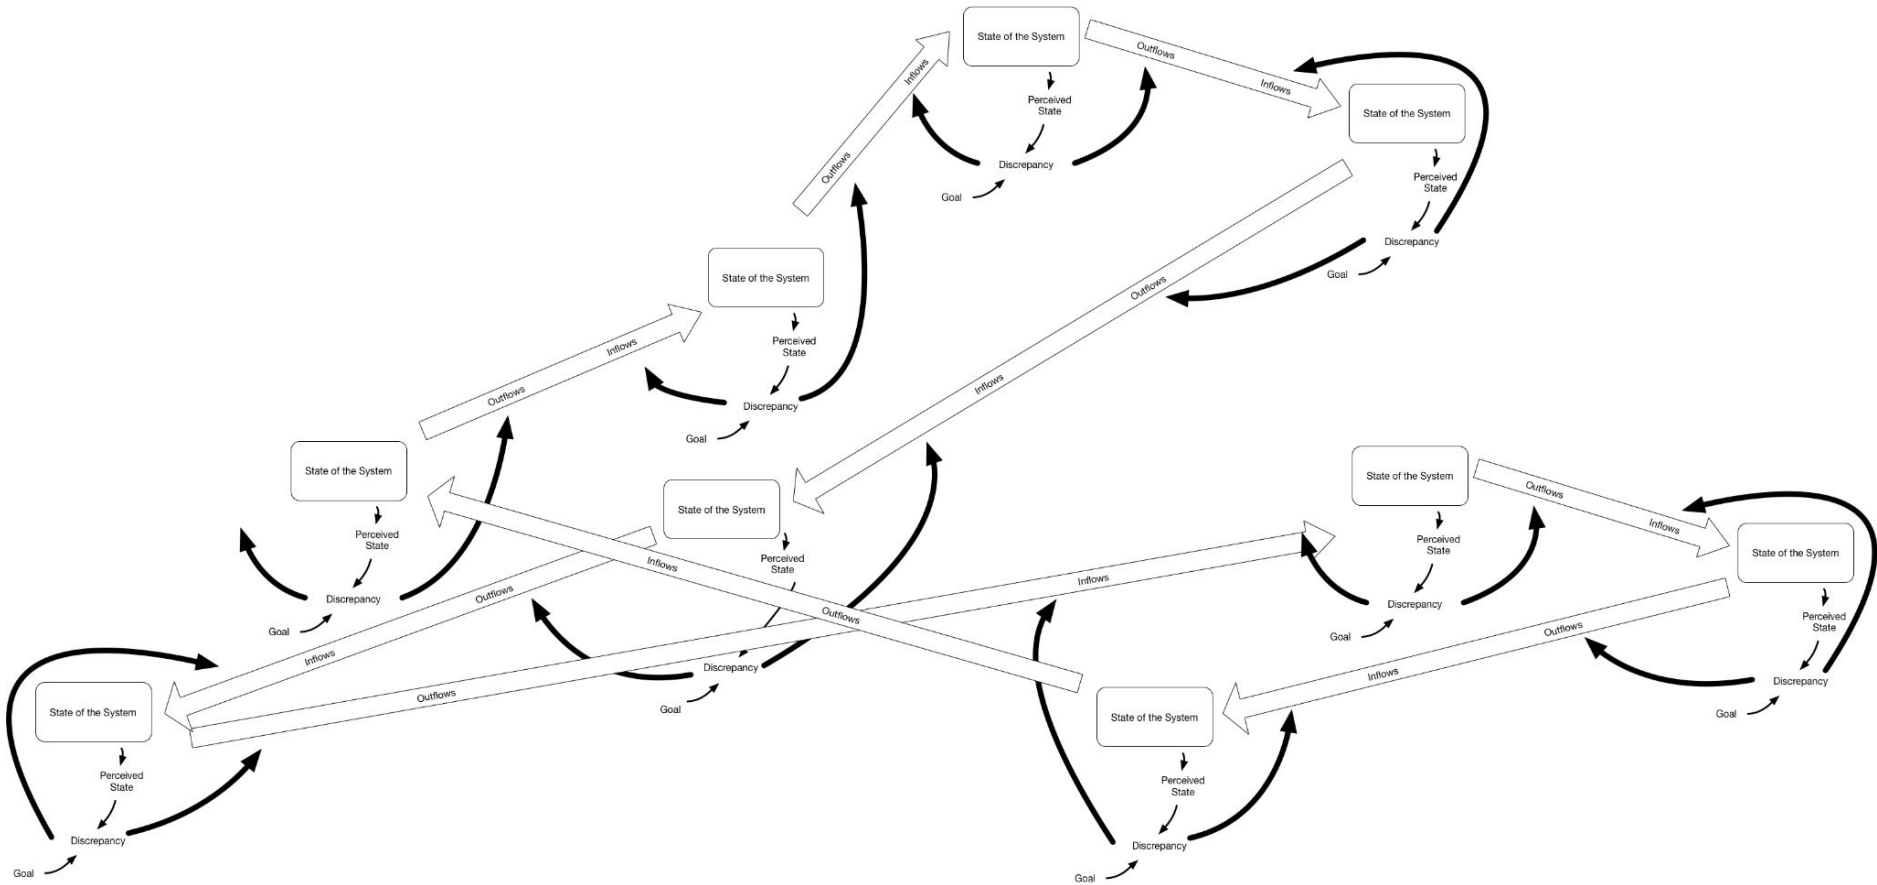 State of the System
Outflows
Inflows
Perceived
State
Discrepancy
Goal
Inflows
Outflows
State of the System
Perceived
State
Discrepancy
Goal
Outflows
Inflows
State of the System
Perceived
State
Discrepancy
Goal
Inflows
Outflows
State of the System
Perceived
State
Discrepancy
Goal
State of the System
Perceived
State
Discrepancy
Goal
Inflows
Outflows
Outflows
Inflows
State of the System
Perceived
State
Discrepancy
Goal
Outflows
Inflows
State of the System
Perceived
State
Discrepancy
Goal
Outflows
Inflows
State of the System
Perceived
State
Discrepancy
Goal
Outflows
Inflows
State of the System
Perceived
State
Discrepancy
Goal
Outflows
Inflows